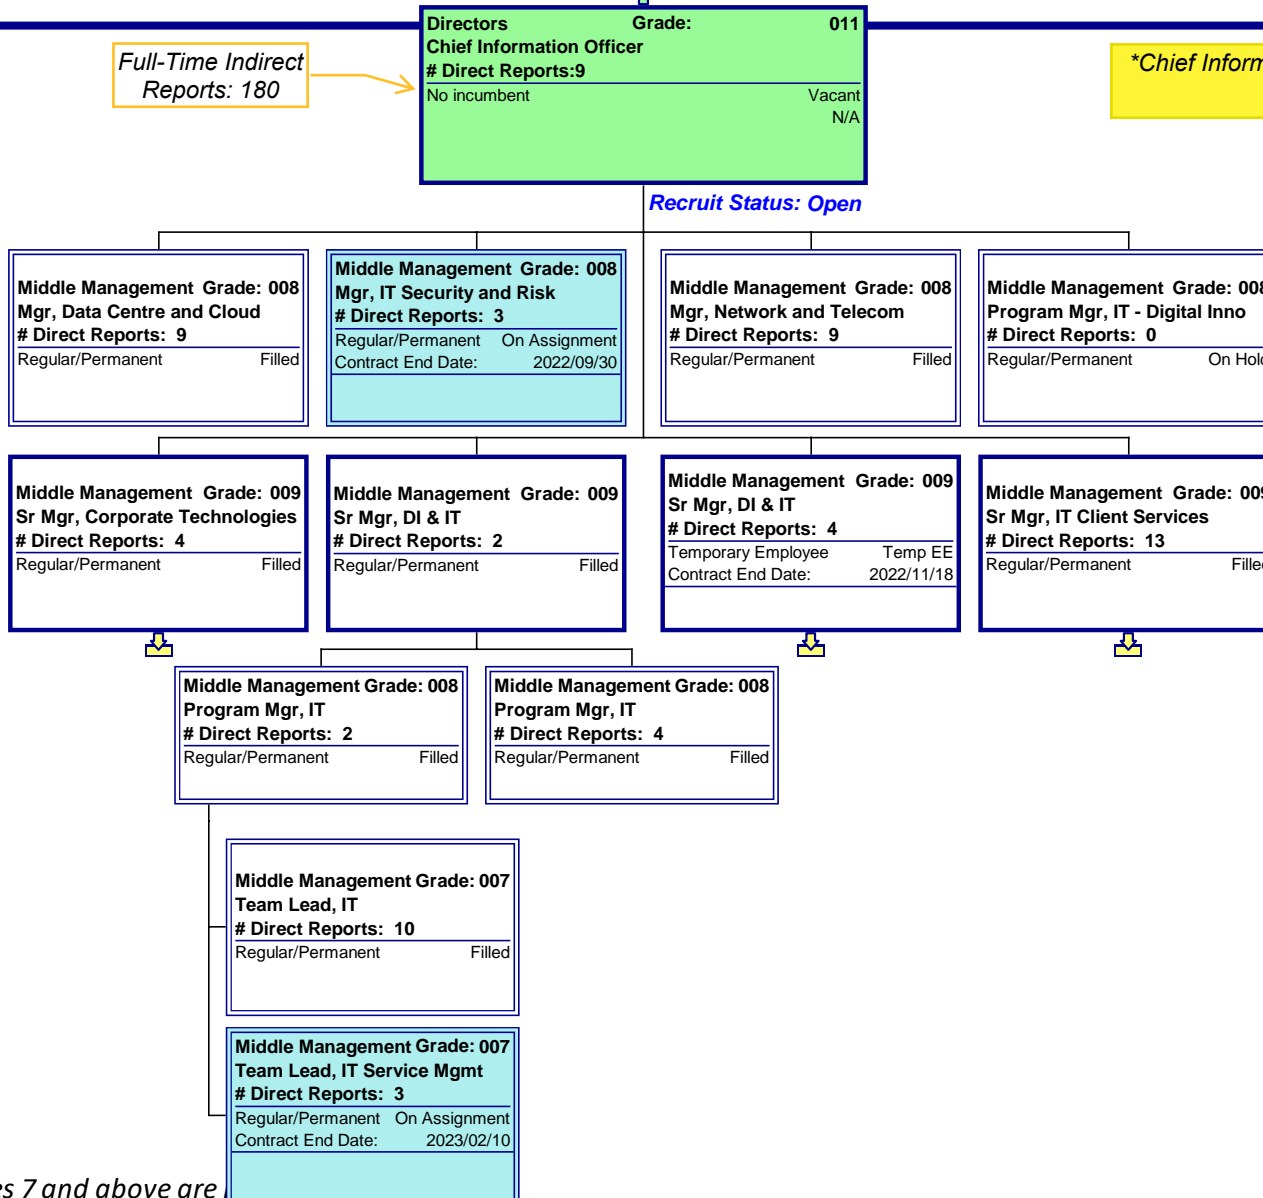 Directors Grade: 011
Chief Information Officer
# Direct Reports:9
No incumbent Vacant
N/A
Full-Time Indirect
Reports: 180
*Chief Inform
Recruit Status: Open
Middle Management Grade: 008
Mgr, Data Centre and Cloud
# Direct Reports: 9
Regular/Permanent Filled
Middle Management Grade: 008
Mgr, IT Security and Risk
# Direct Reports: 3
Regular/Permanent On Assignment
Contract End Date: 2022/09/30
Middle Management Grade: 008
Mgr, Network and Telecom
# Direct Reports: 9
Regular/Permanent Filled
Middle Management Grade: 008
Program Mgr, IT - Digital Inno
# Direct Reports: 0
Regular/Permanent On Hold
Middle Management Grade: 009
Sr Mgr, Corporate Technologies
# Direct Reports: 4
Regular/Permanent Filled
Middle Management Grade: 009
Sr Mgr, DI & IT
# Direct Reports: 2
Regular/Permanent Filled
Middle Management Grade: 009
Sr Mgr, DI & IT
# Direct Reports: 4
Temporary Employee Temp EE
Contract End Date: 2022/11/18
Middle Management Grade: 009
Sr Mgr, IT Client Services
# Direct Reports: 13
Regular/Permanent Filled
Middle Management Grade: 008
Program Mgr, IT
# Direct Reports: 2
Regular/Permanent Filled
Middle Management Grade: 008
Program Mgr, IT
# Direct Reports: 4
Regular/Permanent Filled
Middle Management Grade: 007
Team Lead, IT
# Direct Reports: 10
Regular/Permanent Filled
Middle Management Grade: 007
Team Lead, IT Service Mgmt
# Direct Reports: 3
Regular/Permanent On Assignment
Contract End Date: 2023/02/10
es 7 and above are